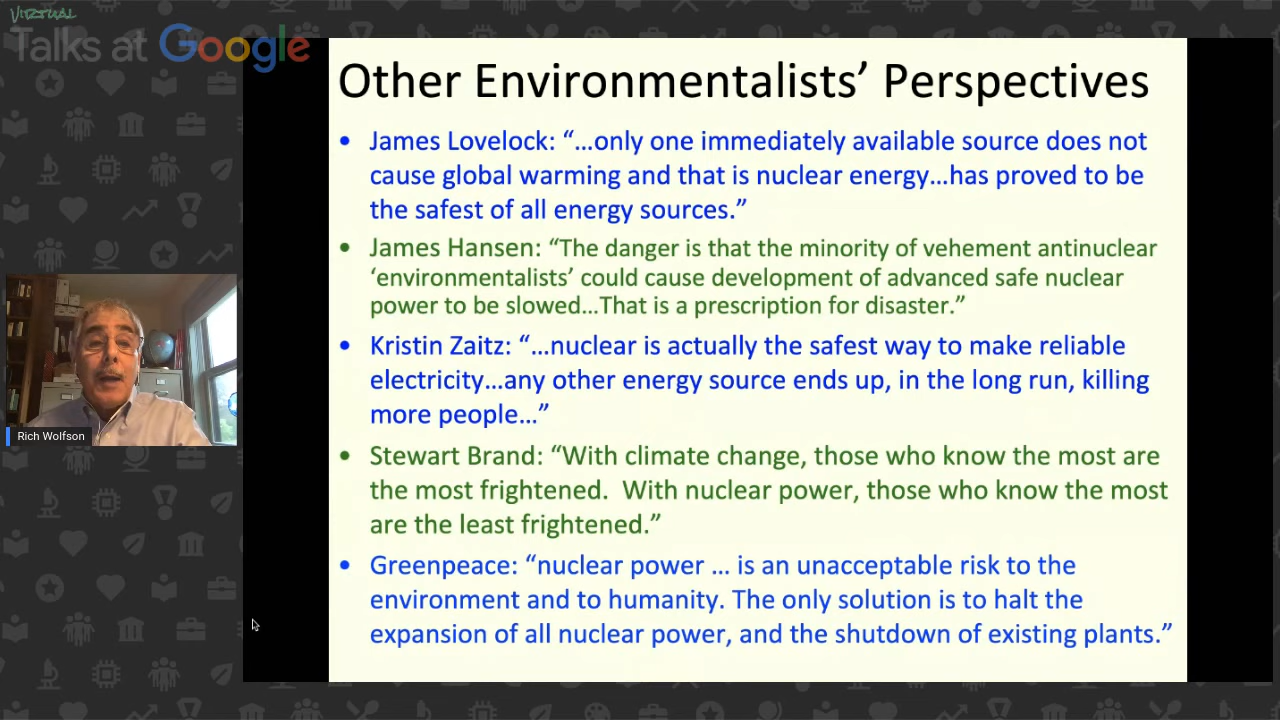 VIRTUAL
Talks at Google
Other Environmentalists’ Perspectives
• James Lovelock: “…only one immediately available source does not
cause global warming and that is nuclear energy…has proved to be
the safest of all energy sources.”
• James Hansen: “The danger is that the minority of vehement antinuclear
‘environmentalists’ could cause development of advanced safe nuclear
power to be slowed…That is a prescription for disaster.”
• Kristin Zaitz: “…nuclear is actually the safest way to make reliable
electricity…any other energy source ends up, in the long run, killing
more people…”
• Stewart Brand: “With climate change, those who know the most are
the most frightened.  With nuclear power, those who know the most
are the least frightened.”
• Greenpeace: “nuclear power … is an unacceptable risk to the
environment and to humanity. The only solution is to halt the
expansion of all nuclear power, and the shutdown of existing plants.”
Rich Wolfson